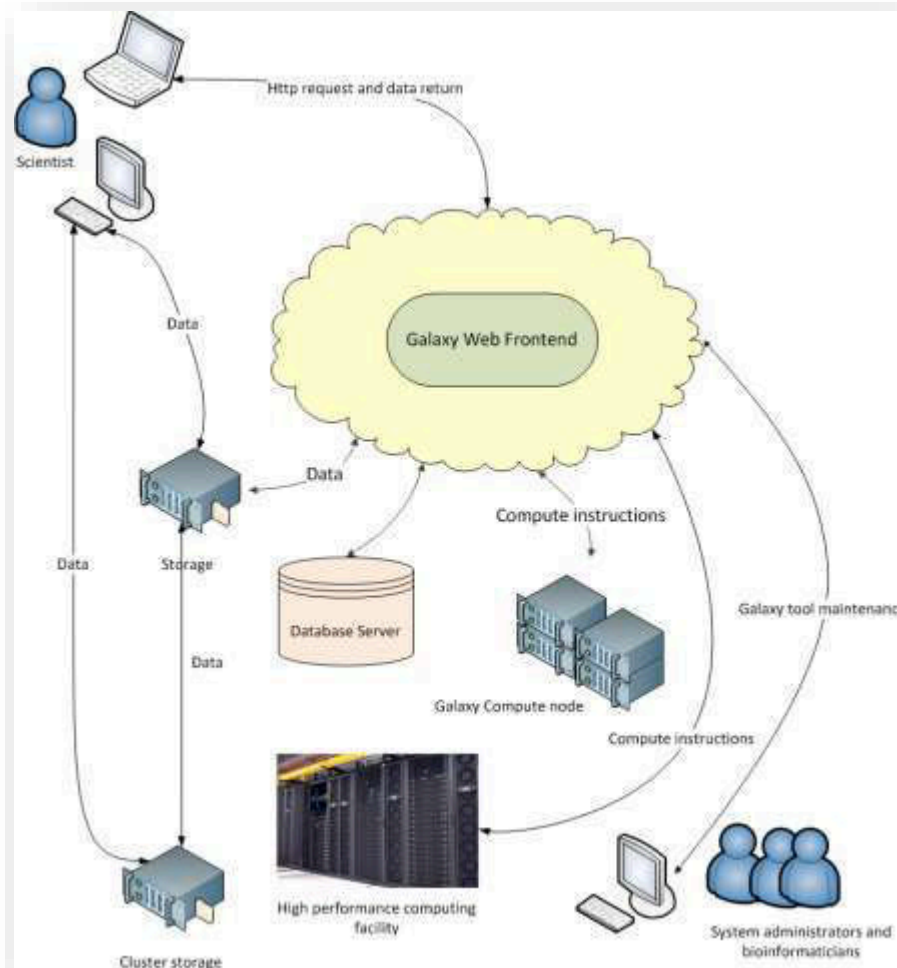 Http request and data return
Scientist
Data
Galaxy Web Frontend
Data
Compute instructions
Data
Storage
Database Server
Galaxy tool maintenance
Data
Galaxy Compute node
Compute instructions
High performance computing
facility
System administrators and
bioinformaticians
Cluster storage